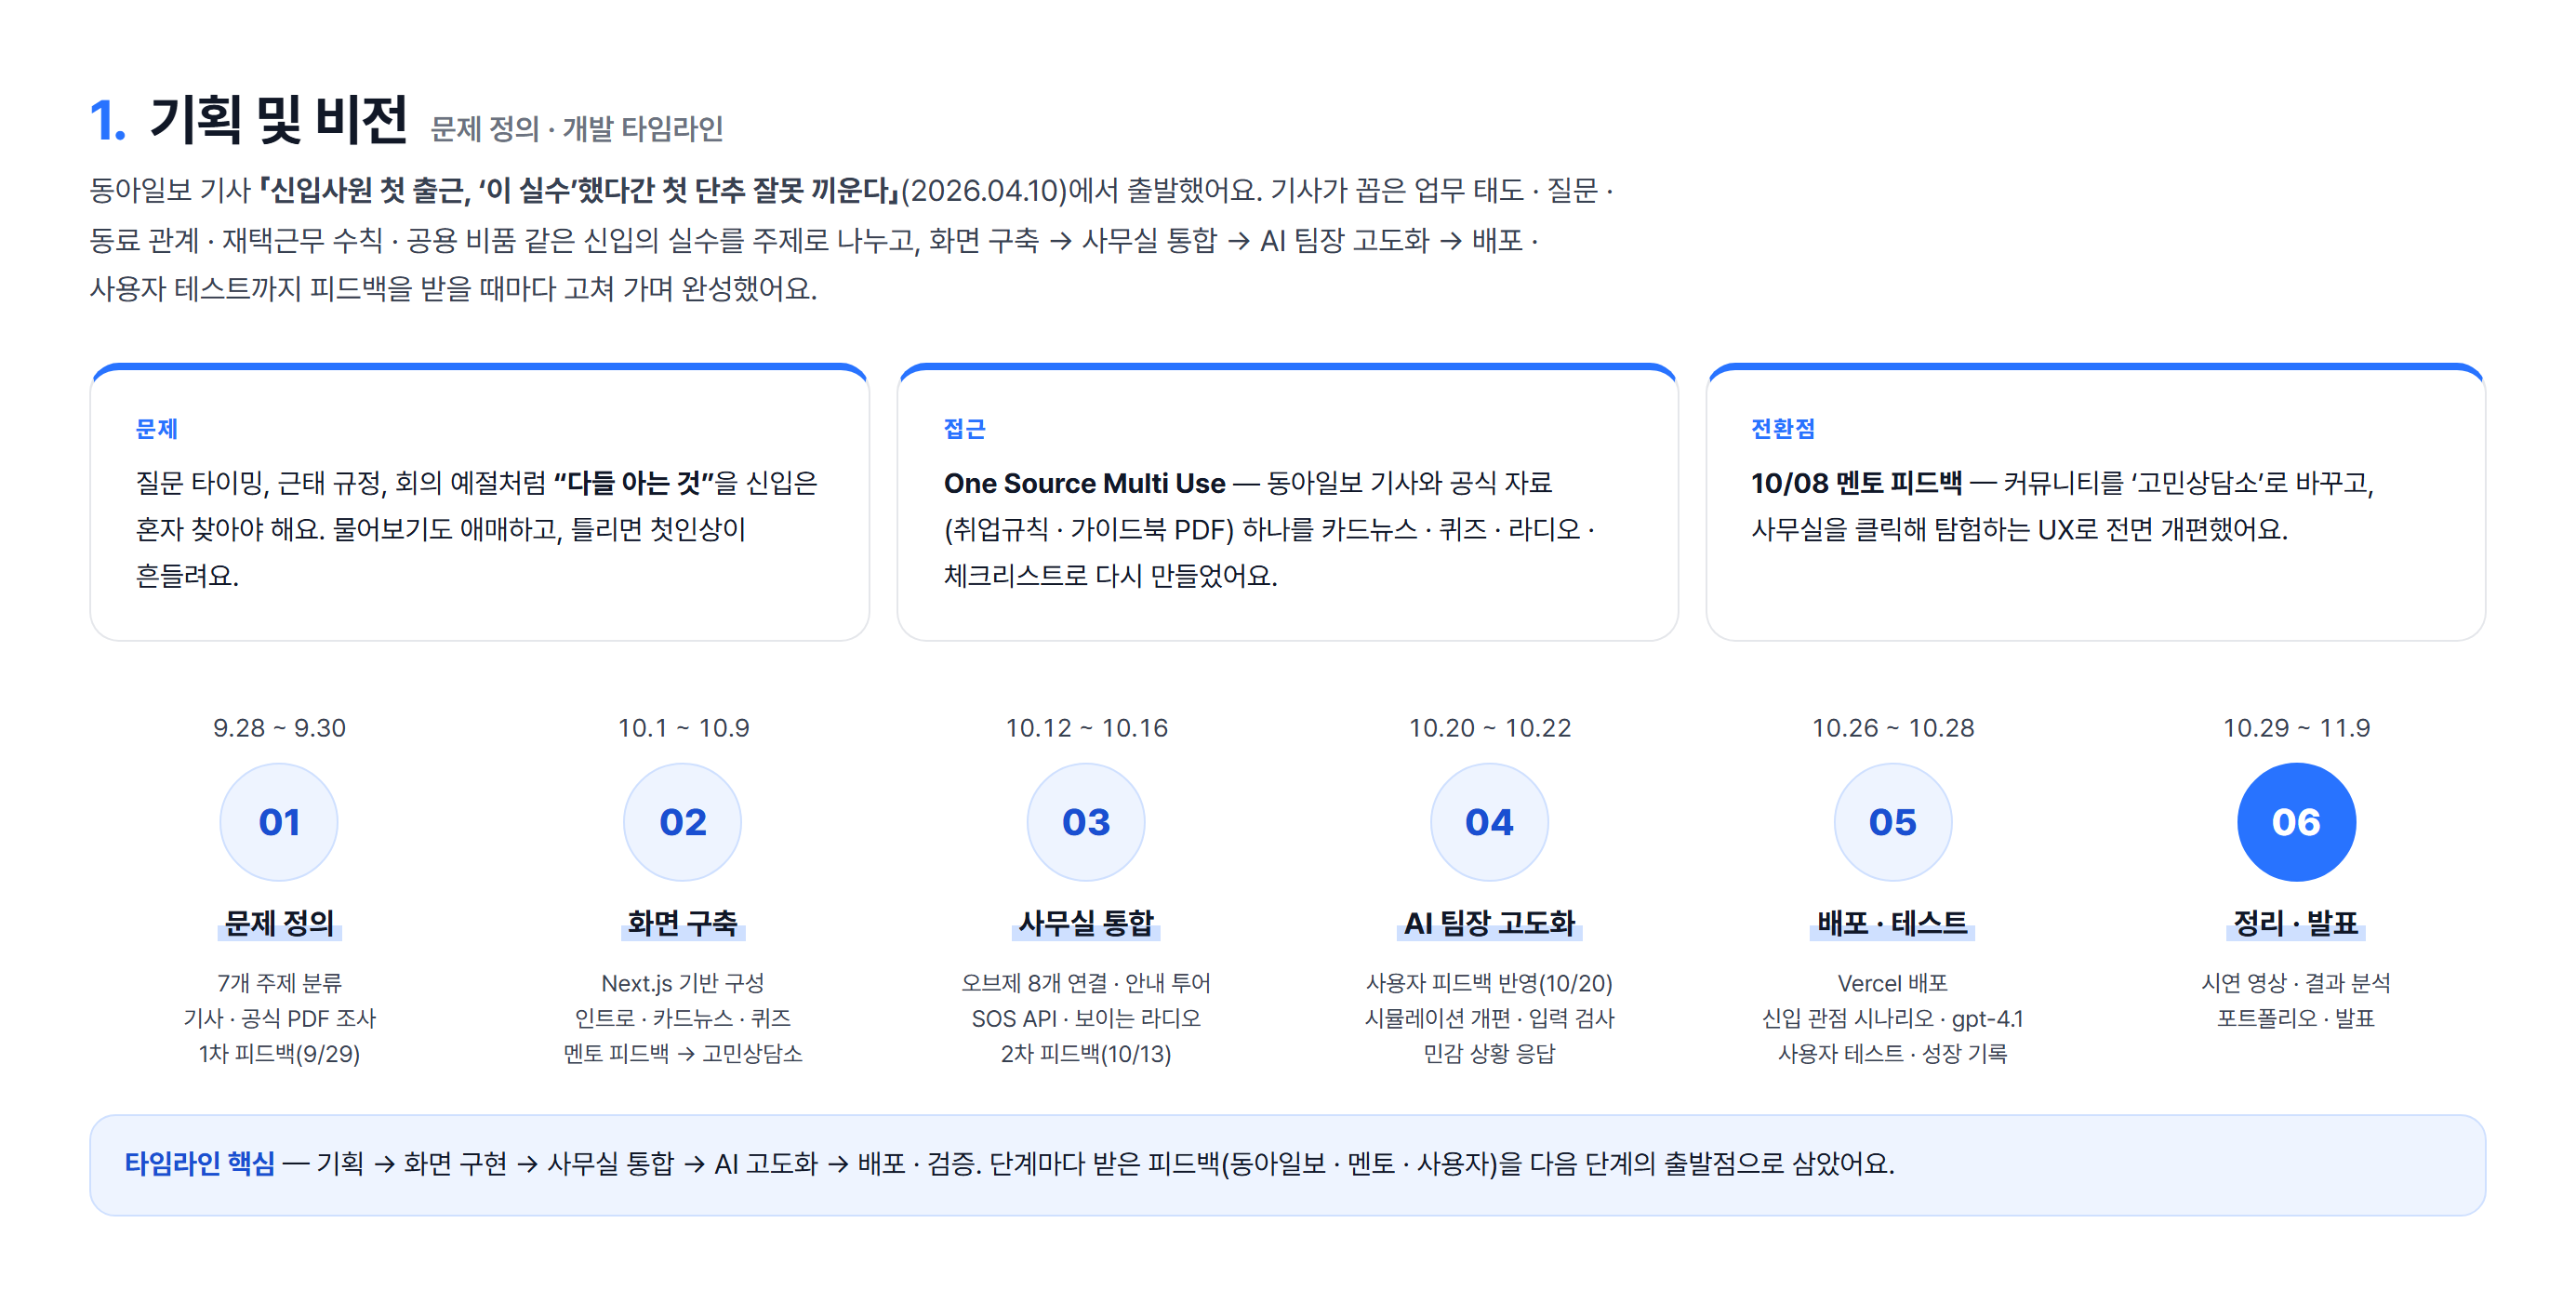 1. 기획 및 비전 문제 정의 · 개발 타임라인
동아일보 기사 『신입사원 첫 출근, ‘이 실수’했다간 첫 단추 잘못 끼운다』(2026.04.10)에서 출발했어요. 기사가 꼽은 업무 태도 · 질문 ·
동료 관계 · 재택근무 수칙 · 공용 비품 같은 신입의 실수를 주제로 나누고, 화면 구축 → 사무실 통합 → AI 팀장 고도화 → 배포 ·
사용자 테스트까지 피드백을 받을 때마다 고쳐 가며 완성했어요.
문제
질문 타이밍, 근태 규정, 회의 예절처럼 “다들 아는 것”을 신입은
혼자 찾아야 해요. 물어보기도 애매하고, 틀리면 첫인상이
흔들려요.
접근
One Source Multi Use — 동아일보 기사와 공식 자료
(취업규칙 · 가이드북 PDF) 하나를 카드뉴스 · 퀴즈 · 라디오 ·
체크리스트로 다시 만들었어요.
전환점
10/08 멘토 피드백 — 커뮤니티를 ‘고민상담소’로 바꾸고,
사무실을 클릭해 탐험하는 UX로 전면 개편했어요.
9.28 ~ 9.30
01
문제 정의
7개 주제 분류
기사 · 공식 PDF 조사
1차 피드백(9/29)
10.1 ~ 10.9
02
화면 구축
Next.js 기반 구성
인트로 · 카드뉴스 · 퀴즈
멘토 피드백 → 고민상담소
10.12 ~ 10.16
03
사무실 통합
오브제 8개 연결 · 안내 투어
SOS API · 보이는 라디오
2차 피드백(10/13)
10.20 ~ 10.22
04
AI 팀장 고도화
사용자 피드백 반영(10/20)
시뮬레이션 개편 · 입력 검사
민감 상황 응답
10.26 ~ 10.28
05
배포 · 테스트
Vercel 배포
신입 관점 시나리오 · gpt-4.1
사용자 테스트 · 성장 기록
10.29 ~ 11.9
06
정리 · 발표
시연 영상 · 결과 분석
포트폴리오 · 발표
타임라인 핵심 — 기획 → 화면 구현 → 사무실 통합 → AI 고도화 → 배포 · 검증. 단계마다 받은 피드백(동아일보 · 멘토 · 사용자)을 다음 단계의 출발점으로 삼았어요.